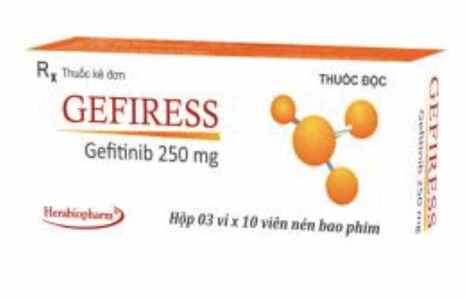 Rx Thuốc kê đơn
THUỐC ĐỘC
GEFIRESS
Gefitinib 250 mg
Herabiopharm®
Hộp 03 vỉ x 10 viên nén bao phim
GEFIRESS
Gefitinib 250 mg